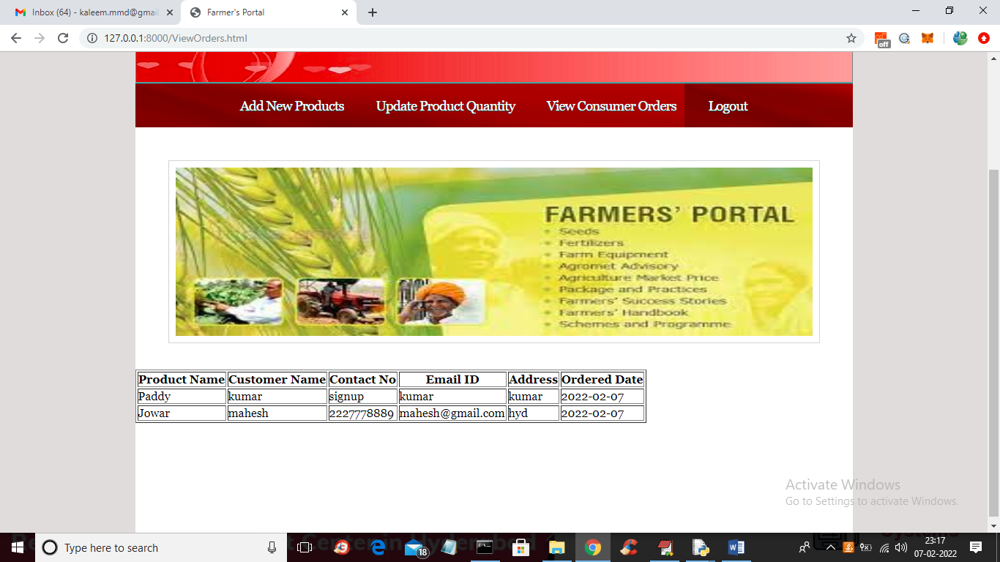 Inbox (64) - kaleem.mmd@gmail
Farmer's Portal
127.0.0.1:8000/ViewOrders.html
off
Add New Products Update Product Quantity View Consumer Orders Logout
FARMERS' PORTAL
Seeds
Fertilizers
Farm Equipment
Agromet Advisory
Agriculture Market Price
Package and Practices
Farmers' Success Stories
Farmers' Handbook
Schemes and Programme
Product Name Customer Name Contact No Email ID Address Ordered Date
Paddy kumar signup kumar kumar 2022-02-07
Jowar mahesh 2227778889 mahesh@gmail.com hyd 2022-02-07
Activate Windows
Go to Settings to activate Windows.
Type here to search
18
23:17
07-02-2022